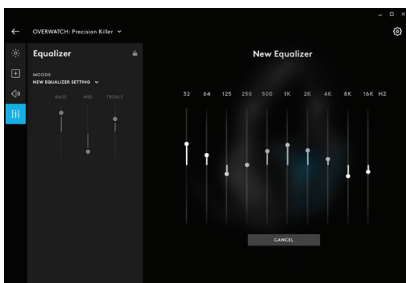 OVERWATCH: Precision Killer
Equalizer
New Equalizer
MOODS
NEW EQUALIZER SETTING
BASS MID TREBLE
32 64 125 250 500 1K 2K 4K 8K 16K HZ
CANCEL